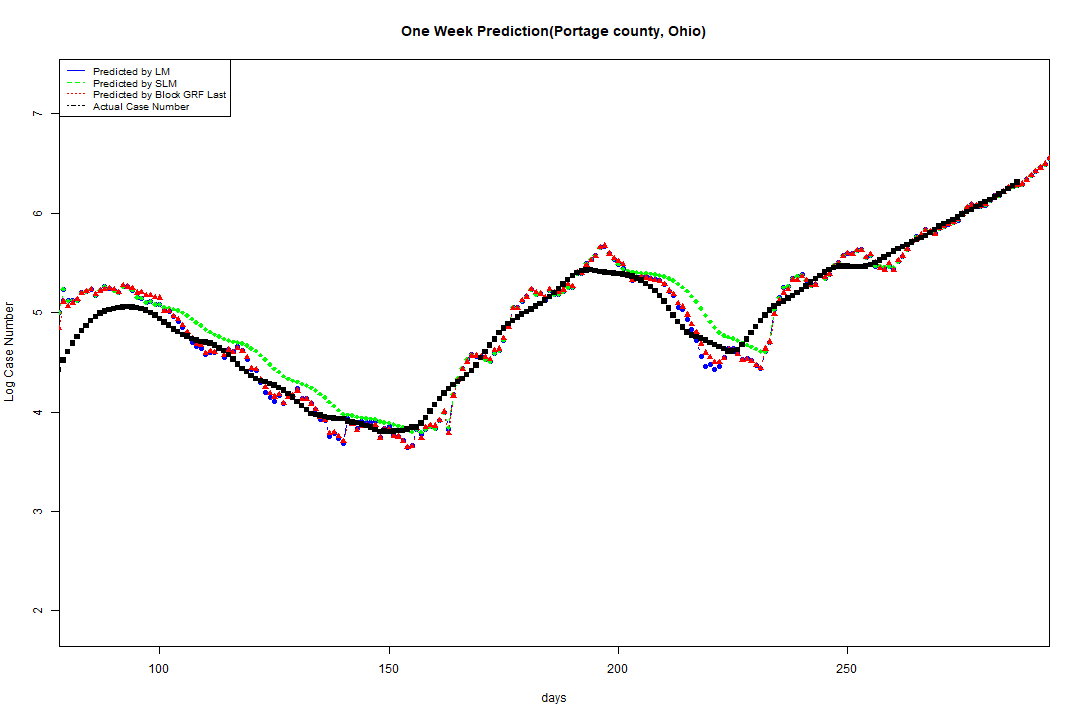 One Week Prediction(Portage county, Ohio)
Predicted by LM
Predicted by SLM
Predicted by Block GRF Last
Actual Case Number
7
6
5
4
3
2
Log Case Number
100 150 200 250
days